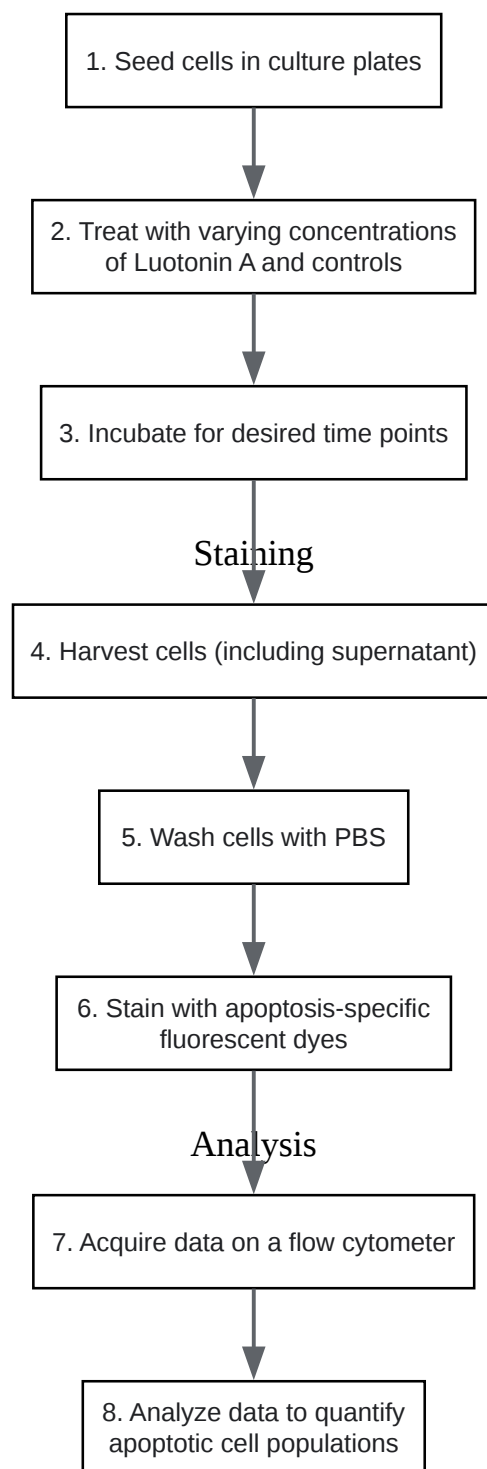 1. Seed cells in culture plates
2. Treat with varying concentrations
of Luotonin A and controls
3. Incubate for desired time points
Staining
4. Harvest cells (including supernatant)
5. Wash cells with PBS
6. Stain with apoptosis-specific
fluorescent dyes
Analysis
7. Acquire data on a flow cytometer
8. Analyze data to quantify
apoptotic cell populations